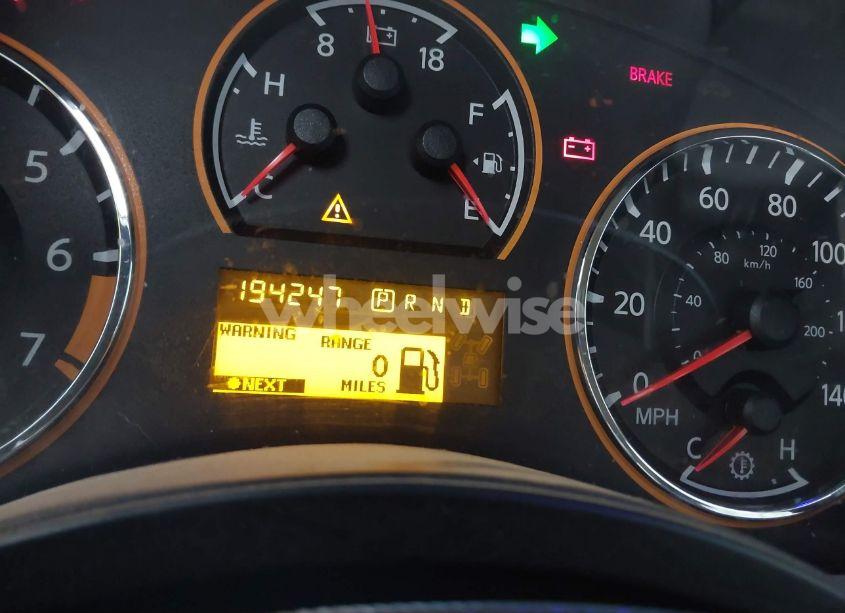 8 18
H
F
BRAKE
C
E
5
6
7
194247 P R N D
WARNING RANGE
0
NEXT MILES
wheelwise
0 20 40 60 80 100 140
0 40 80 120 160 200
km/h
MPH
C H